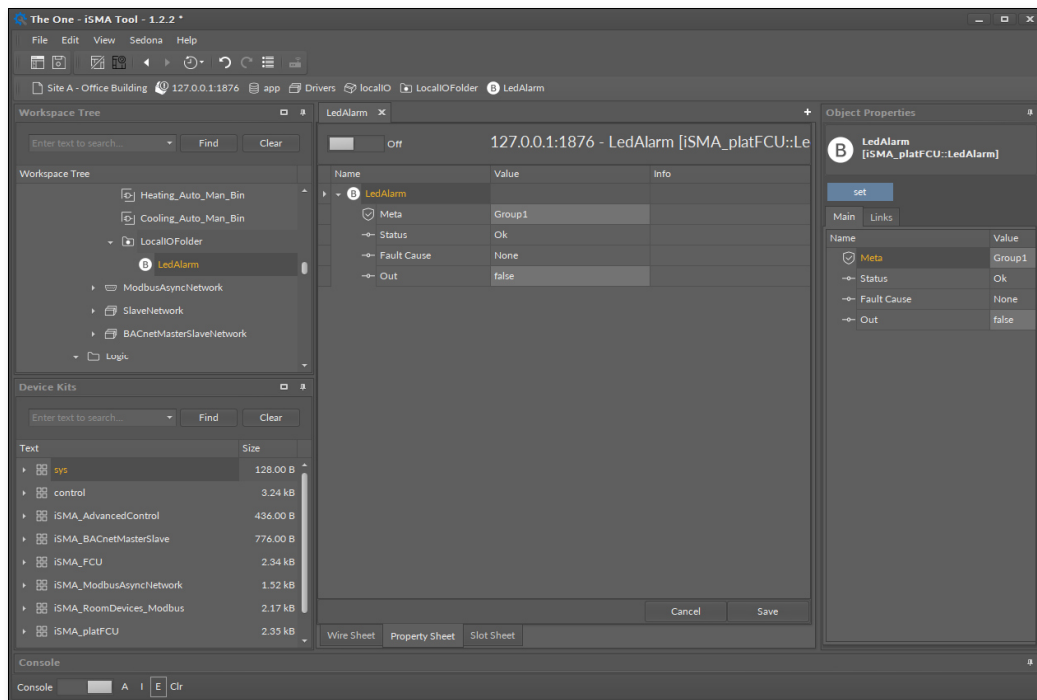 The One - iSMA Tool - 1.2.2 *
File Edit View Sedona Help
Site A - Office Building 127.0.0.1:1876 app Drivers localIO LocalIOFolder B LedAlarm
Workspace Tree
Enter text to search... Find Clear
Workspace Tree
Heating_Auto_Man_Bin
Cooling_Auto_Man_Bin
LocalIOFolder
B LedAlarm
ModbusAsyncNetwork
SlaveNetwork
BACnetMasterSlaveNetwork
Logic
Device Kits
Enter text to search... Find Clear
Text Size
sys 128.00 B
control 3.24 kB
iSMA_AdvancedControl 436.00 B
iSMA_BACnetMasterSlave 776.00 B
iSMA_FCU 2.34 kB
iSMA_ModbusAsyncNetwork 1.52 kB
iSMA_RoomDevices_Modbus 2.17 kB
iSMA_platFCU 2.35 kB
LedAlarm
Off 127.0.0.1:1876 - LedAlarm [iSMA_platFCU::Le
Name Value Info
B LedAlarm
Meta Group1
Status Ok
Fault Cause None
Out false
Cancel Save
Wire Sheet Property Sheet Slot Sheet
Object Properties
B LedAlarm
[iSMA_platFCU::LedAlarm]
set
Main Links
Name Value
Meta Group1
Status Ok
Fault Cause None
Out false
Console
Console A I E Clr